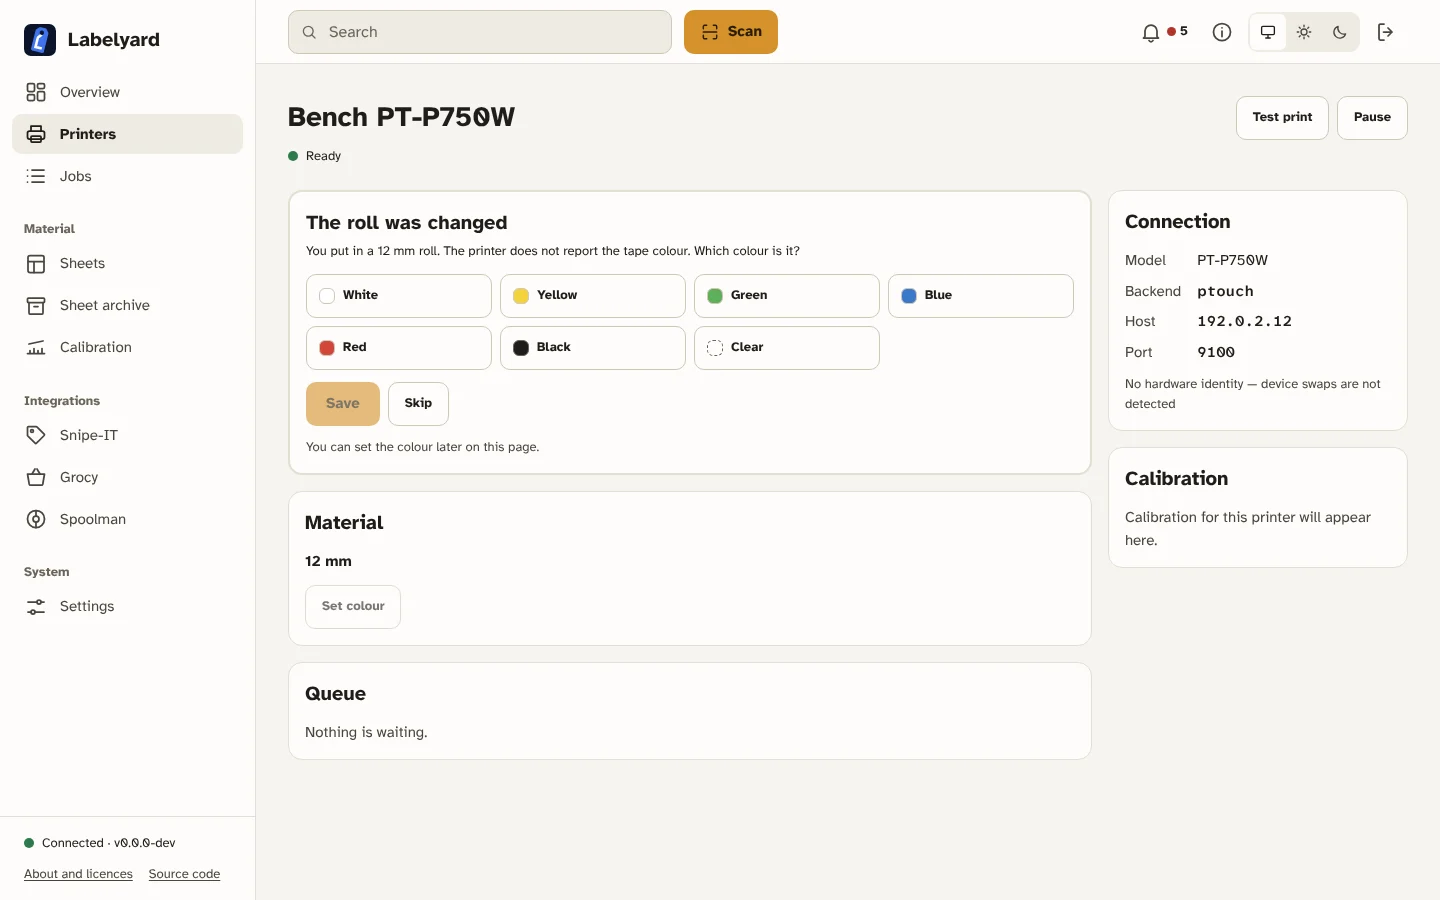 Labelyard
Overview
Printers
Jobs
Material
Sheets
Sheet archive
Calibration
Integrations
Snipe-IT
Grocy
Spoolman
System
Settings
Connected · v0.0.0-dev
About and licences Source code
Search
Scan
5
Bench PT-P750W
Ready
Test print
Pause
The roll was changed
You put in a 12 mm roll. The printer does not report the tape colour. Which colour is it?
White
Yellow
Green
Blue
Red
Black
Clear
Save
Skip
You can set the colour later on this page.
Material
12 mm
Set colour
Queue
Nothing is waiting.
Connection
Model PT-P750W
Backend ptouch
Host 192.0.2.12
Port 9100
No hardware identity — device swaps are not
detected
Calibration
Calibration for this printer will appear
here.